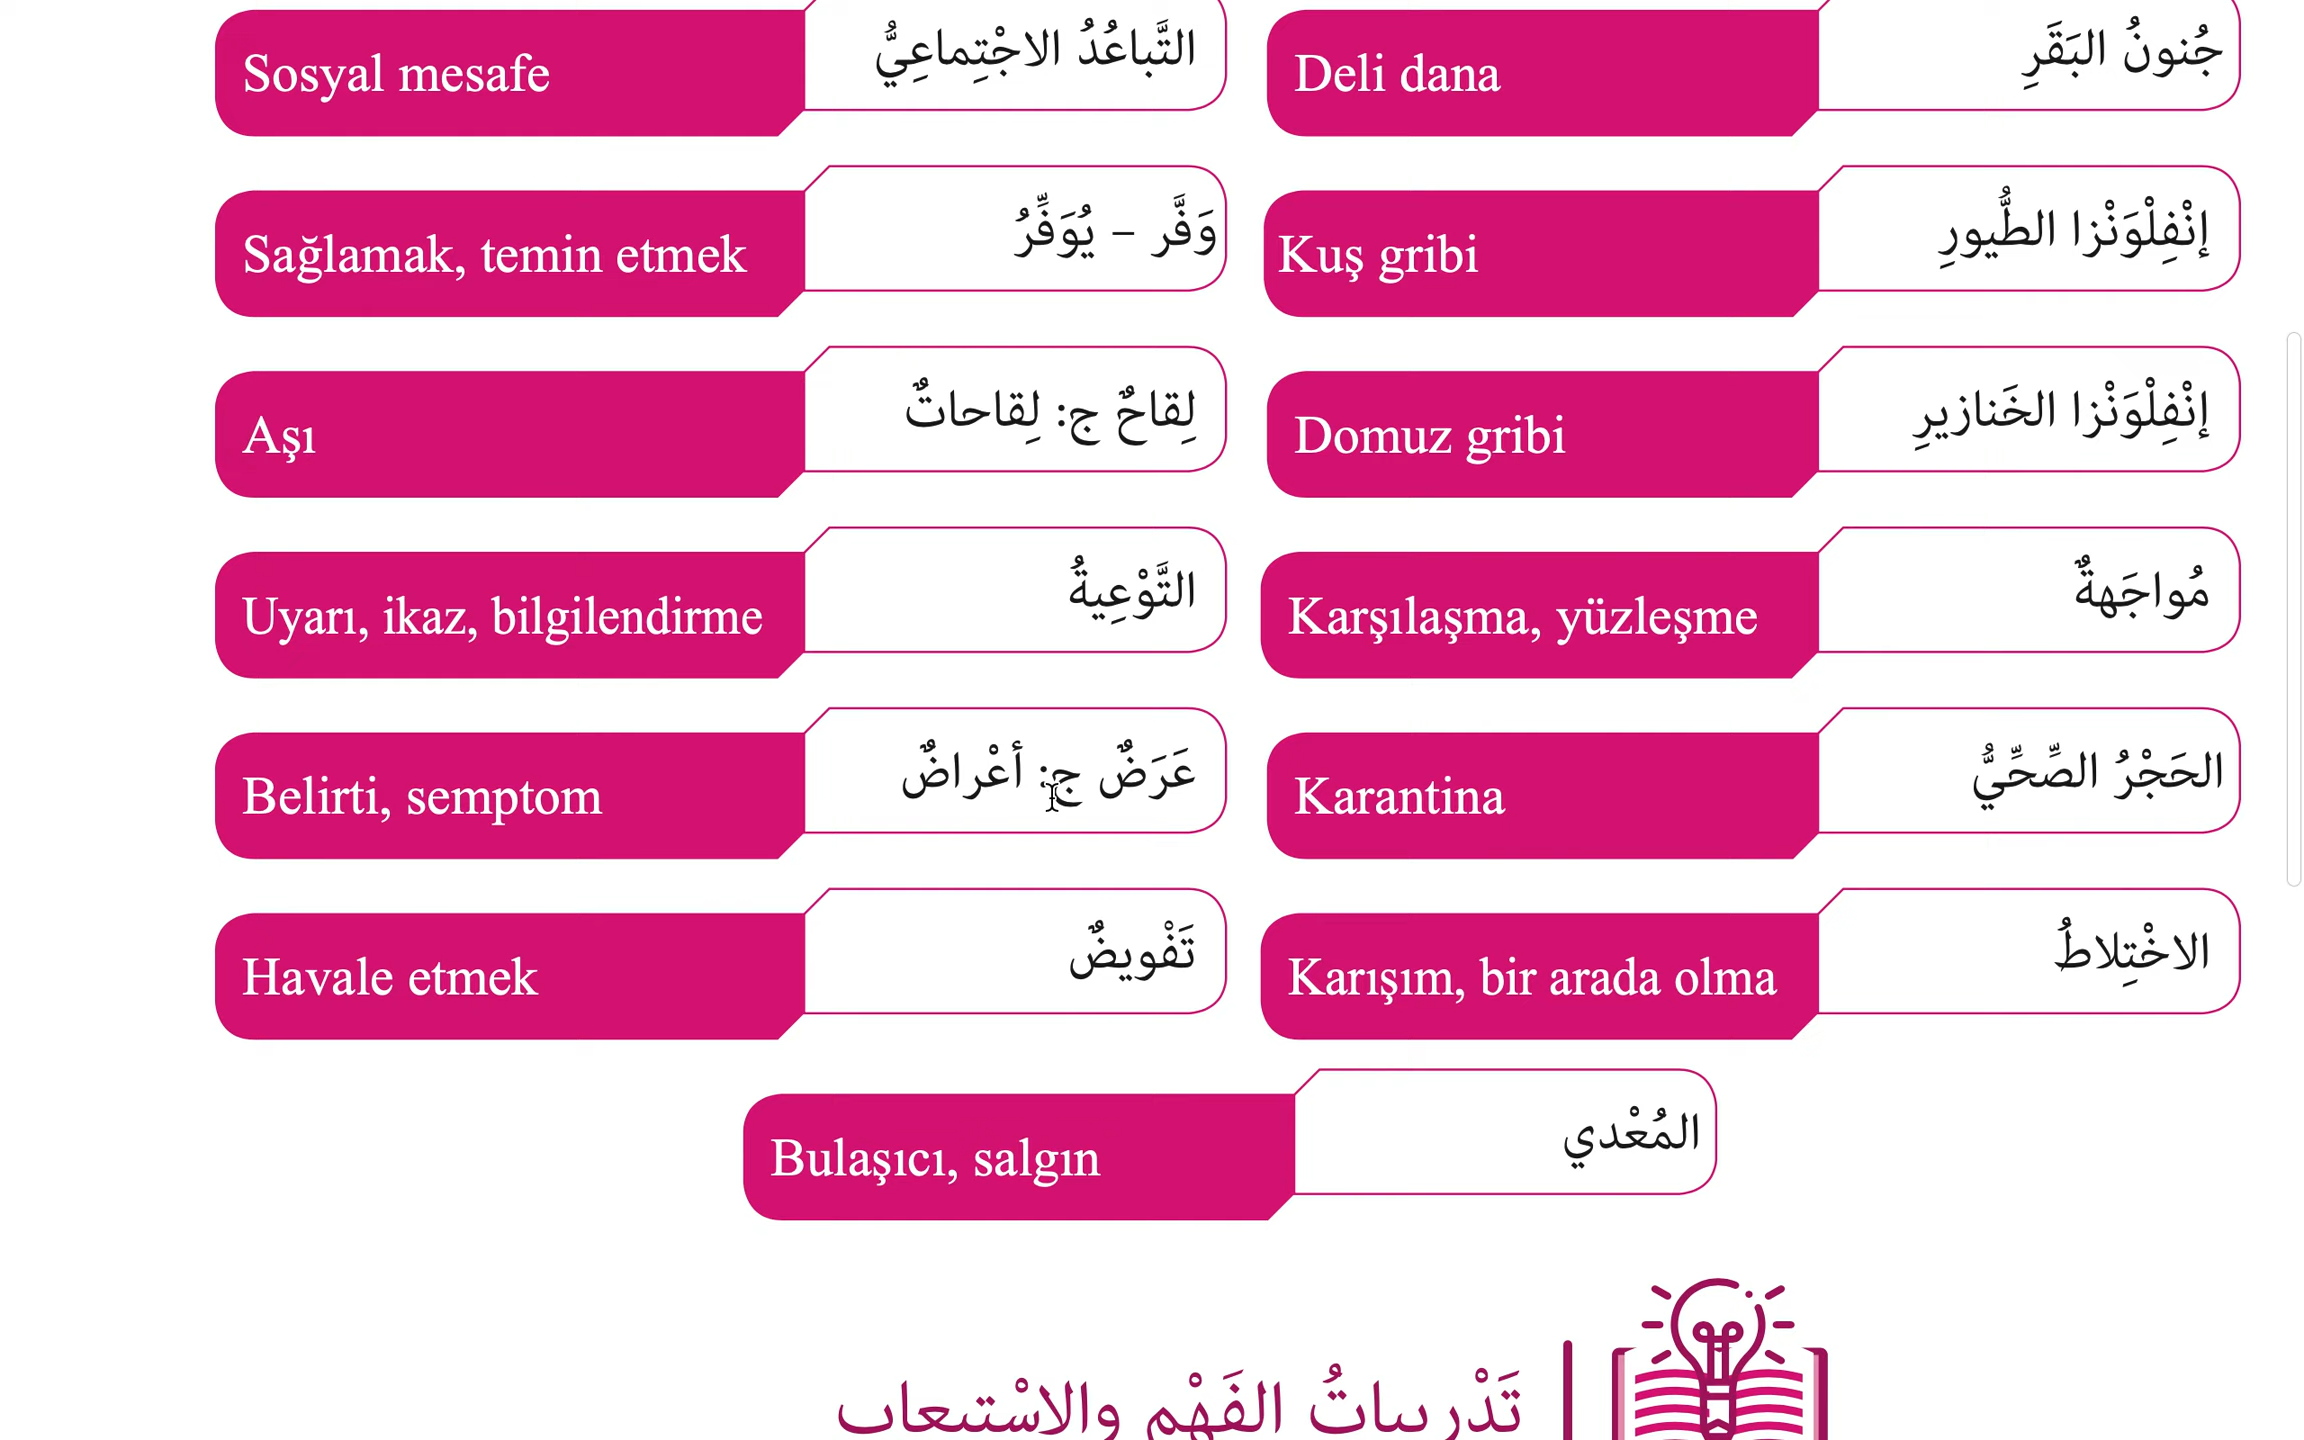 Sosyal mesafe التَّباعُدُ الاجْتِماعِيُّ
Deli dana جُنونُ البَقَرِ
Sağlamak, temin etmek وَفَّر – يُوَفِّرُ
Kuş gribi إنْفِلْوَنْزا الطُّيورِ
Aşı لِقاحٌ ج: لِقاحاتٌ
Domuz gribi إنْفِلْوَنْزا الخَنازيرِ
Uyarı, ikaz, bilgilendirme التَّوْعِيةُ
Karşılaşma, yüzleşme مُواجَهةٌ
Belirti, semptom عَرَضٌ ج: أعْراضٌ
Karantina الحَجْرُ الصِّحِّيُّ
Havale etmek تَفْويضٌ
Karışım, bir arada olma الاخْتِلاطُ
Bulaşıcı, salgın المُعْدي
تَدْريباتُ الفَهْم والاسْتيعاب